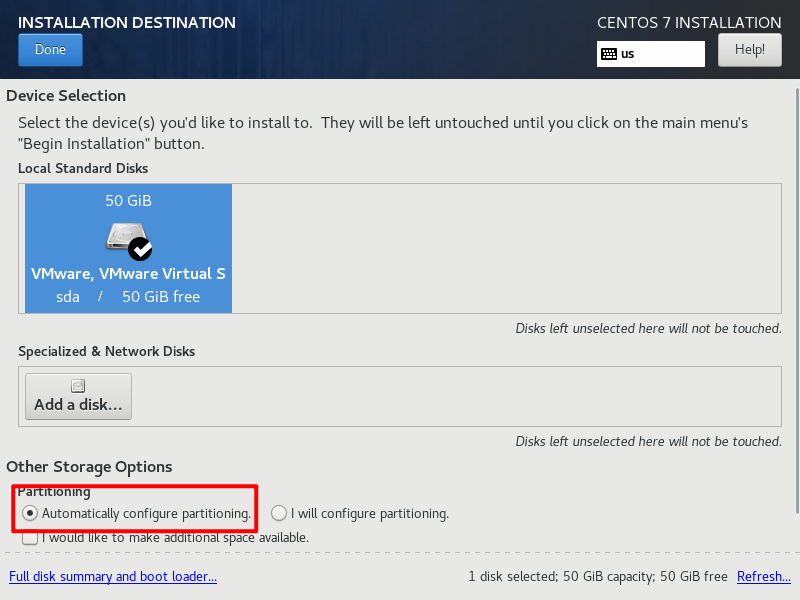 INSTALLATION DESTINATION
CENTOS 7 INSTALLATION
Done
us
Help!
Device Selection
Select the device(s) you'd like to install to.  They will be left untouched until you click on the main menu's
"Begin Installation" button.
Local Standard Disks
50 GiB
VMware, VMware Virtual S
sda / 50 GiB free
Disks left unselected here will not be touched.
Specialized & Network Disks
Add a disk...
Disks left unselected here will not be touched.
Other Storage Options
Partitioning
Automatically configure partitioning. I will configure partitioning.
I would like to make additional space available.
Full disk summary and boot loader... 1 disk selected; 50 GiB capacity; 50 GiB free Refresh...